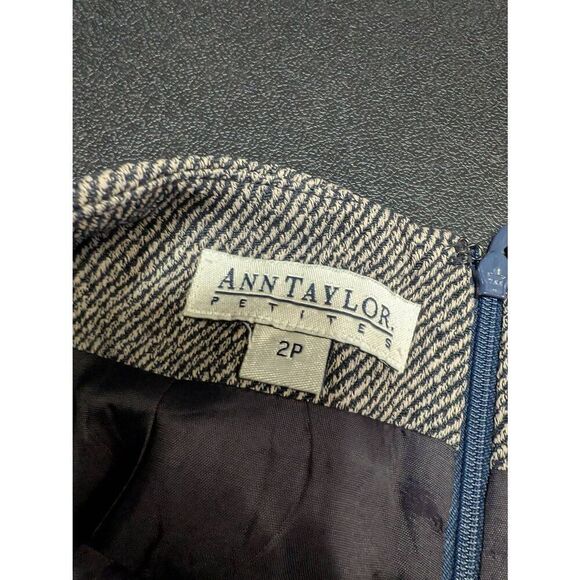 ANN TAYLOR
PETITES
2P